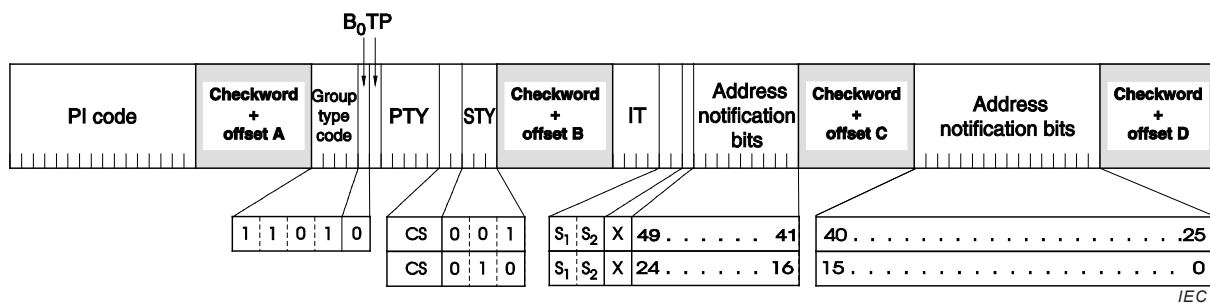 B₀TP
PI code
Checkword + offset A
Group type code
PTY
STY
Checkword + offset B
IT
Address notification bits
Checkword + offset C
Address notification bits
Checkword + offset D
1 1 0 1 0
CS 0 0 1
S₁ S₂ X 49 . . . . . . 41
40 . . . . . . . . . . . . . . . . . . 25
CS 0 1 0
S₁ S₂ X 24 . . . . . . 16
15 . . . . . . . . . . . . . . . . . . 0
IEC